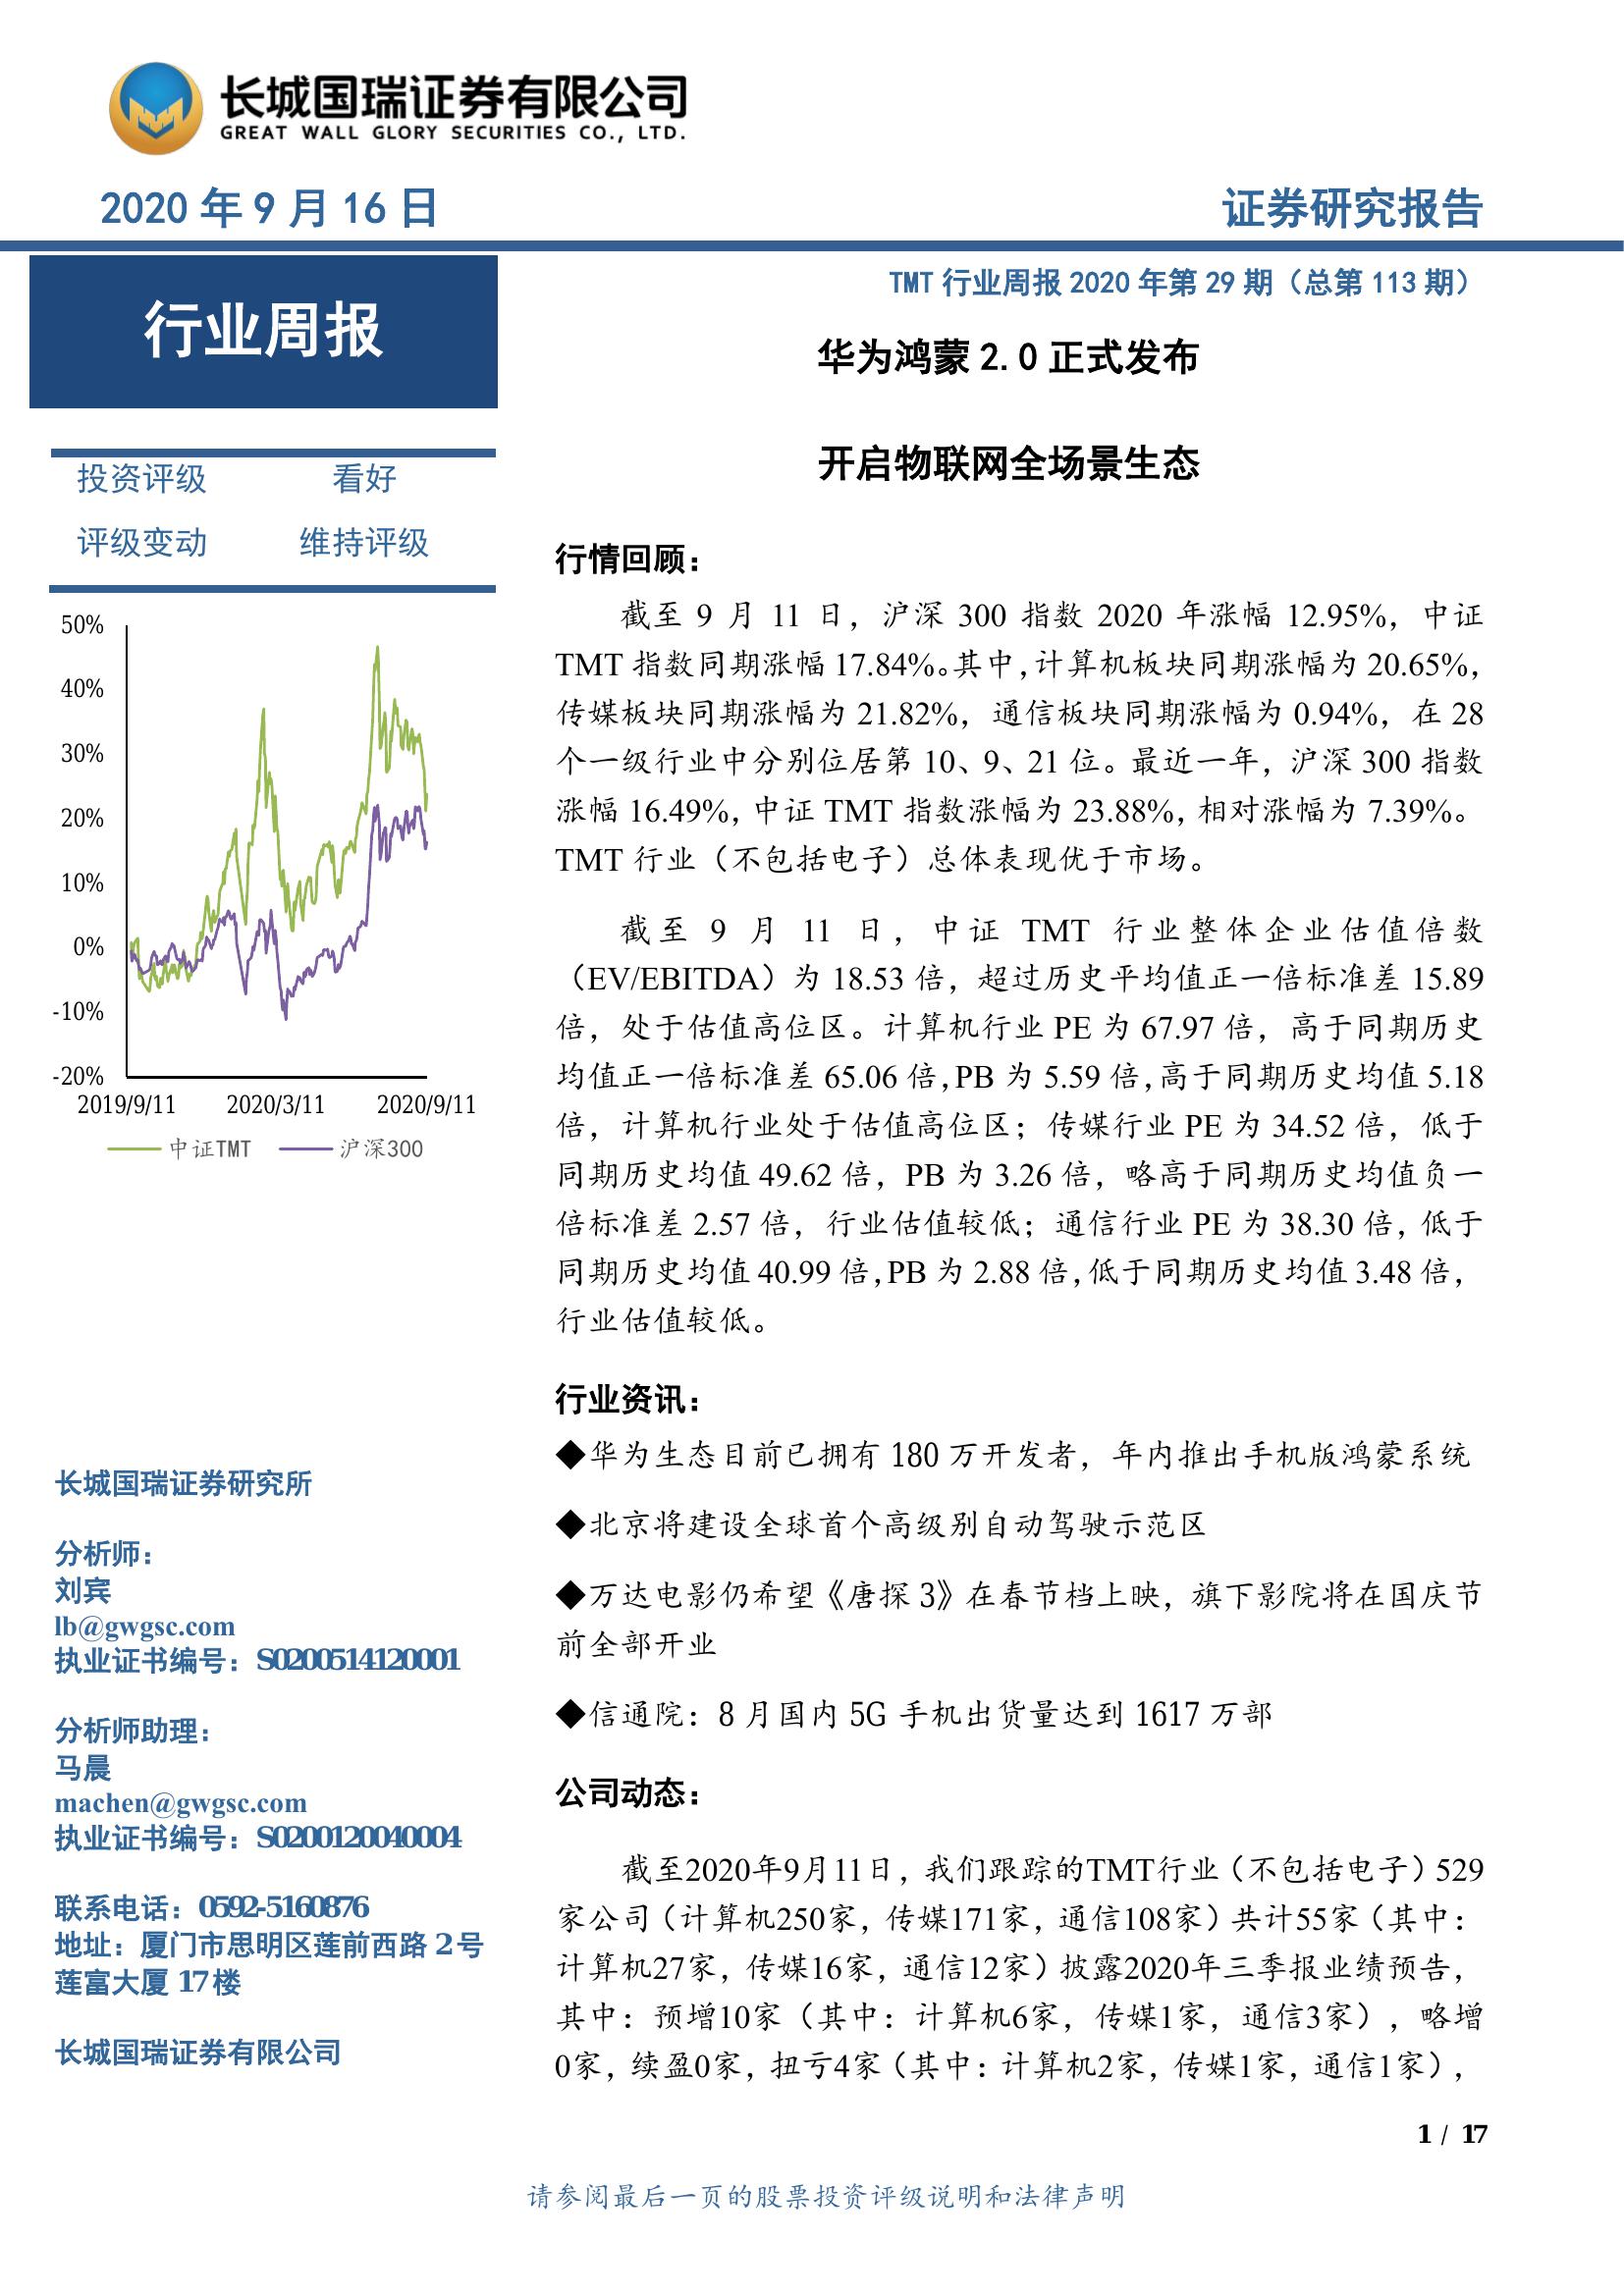 长城国瑞证券有限公司
GREAT WALL GLORY SECURITIES CO., LTD.
2020 年 9 月 16 日
证券研究报告
行业周报
投资评级 看好
评级变动 维持评级
50%
40%
30%
20%
10%
0%
-10%
-20%
2019/9/11 2020/3/11 2020/9/11
中证TMT 沪深300
长城国瑞证券研究所
分析师：
刘宾
lb@gwgsc.com
执业证书编号：S0200514120001
分析师助理：
马晨
machen@gwgsc.com
执业证书编号：S0200120040004
联系电话：0592-5160876
地址：厦门市思明区莲前西路 2 号
莲富大厦 17 楼
长城国瑞证券有限公司
TMT 行业周报 2020 年第 29 期（总第 113 期）
华为鸿蒙 2.0 正式发布
开启物联网全场景生态
行情回顾：
截至 9 月 11 日，沪深 300 指数 2020 年涨幅 12.95%，中证
TMT 指数同期涨幅 17.84%。其中，计算机板块同期涨幅为 20.65%，
传媒板块同期涨幅为 21.82%，通信板块同期涨幅为 0.94%，在 28
个一级行业中分别位居第 10、9、21 位。最近一年，沪深 300 指数
涨幅 16.49%，中证 TMT 指数涨幅为 23.88%，相对涨幅为 7.39%。
TMT 行业（不包括电子）总体表现优于市场。
截至 9 月 11 日，中证 TMT 行业整体企业估值倍数
（EV/EBITDA）为 18.53 倍，超过历史平均值正一倍标准差 15.89
倍，处于估值高位区。计算机行业 PE 为 67.97 倍，高于同期历史
均值正一倍标准差 65.06 倍，PB 为 5.59 倍，高于同期历史均值 5.18
倍，计算机行业处于估值高位区；传媒行业 PE 为 34.52 倍，低于
同期历史均值 49.62 倍，PB 为 3.26 倍，略高于同期历史均值负一
倍标准差 2.57 倍，行业估值较低；通信行业 PE 为 38.30 倍，低于
同期历史均值 40.99 倍，PB 为 2.88 倍，低于同期历史均值 3.48 倍，
行业估值较低。
行业资讯：
◆华为生态目前已拥有 180 万开发者，年内推出手机版鸿蒙系统
◆北京将建设全球首个高级别自动驾驶示范区
◆万达电影仍希望《唐探 3》在春节档上映，旗下影院将在国庆节
前全部开业
◆信通院：8 月国内 5G 手机出货量达到 1617 万部
公司动态：
截至2020年9月11日，我们跟踪的TMT行业（不包括电子）529
家公司（计算机250家，传媒171家，通信108家）共计55家（其中：
计算机27家，传媒16家，通信12家）披露2020年三季报业绩预告，
其中：预增10家（其中：计算机6家，传媒1家，通信3家），略增
0家，续盈0家，扭亏4家（其中：计算机2家，传媒1家，通信1家），
1 / 17
请参阅最后一页的股票投资评级说明和法律声明